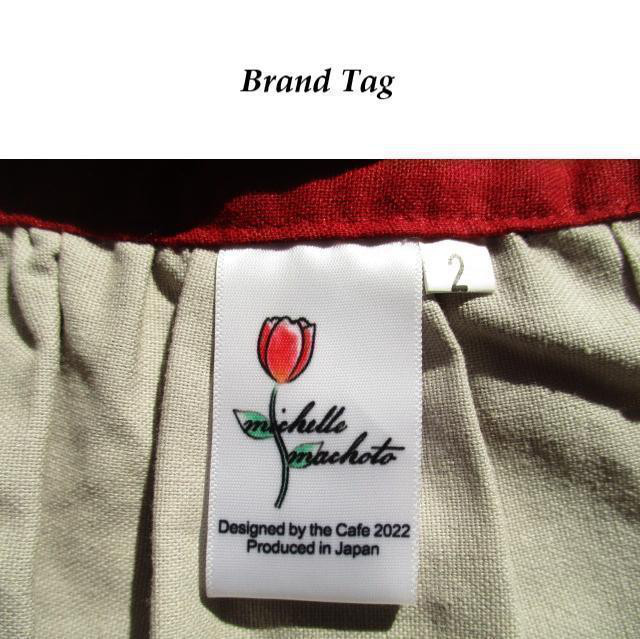 Brand Tag
2
michelle
machoto
Designed by the Cafe 2022
Produced in Japan